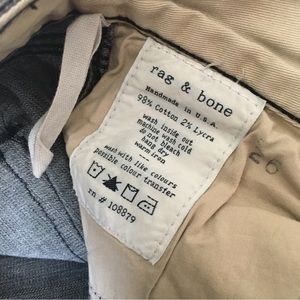 rag & bone
Handmade in U.S.A.
98% Cotton 2% Lycra
wash inside out
machine wash cold
do not bleach
hang dry
warm iron
wash with like colours
possible colour transfer
rn # 108879
26